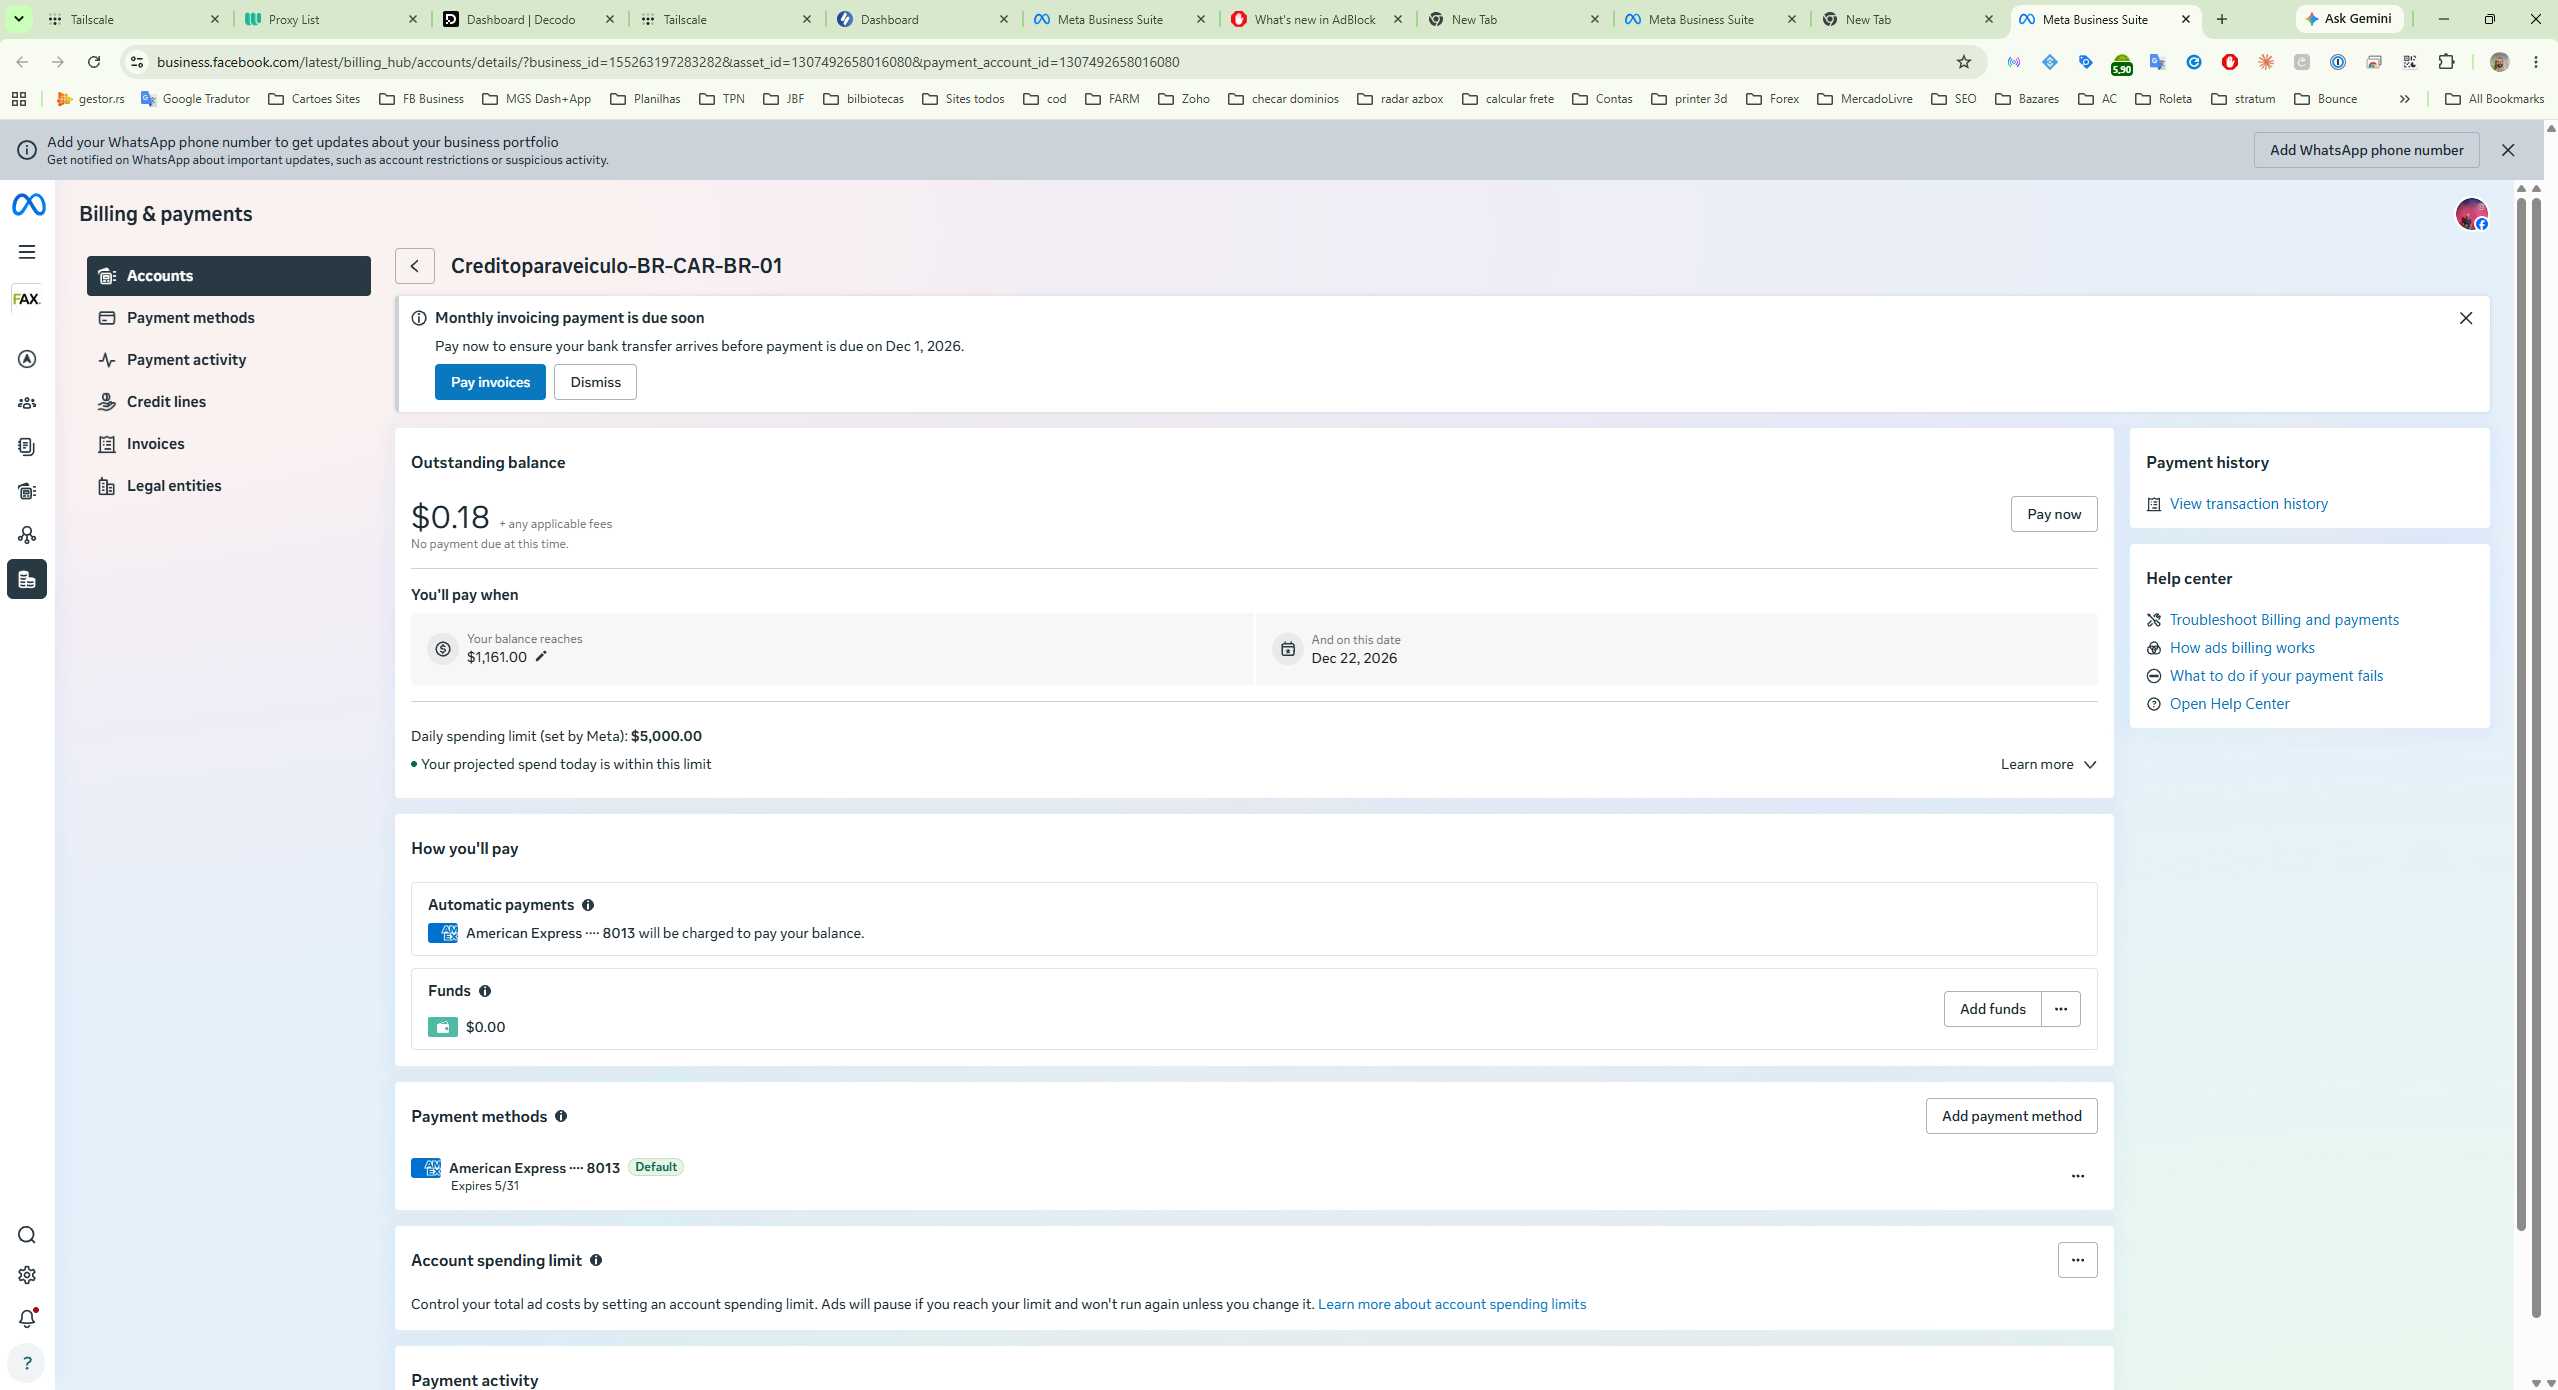 Tailscale
Proxy List
Dashboard | Decodo
Tailscale
Dashboard
Meta Business Suite
What's new in AdBlock
New Tab
Meta Business Suite
New Tab
Meta Business Suite
Ask Gemini
business.facebook.com/latest/billing_hub/accounts/details/?business_id=1552631972832828&asset_id=1307492658016080&payment_account_id=1307492658016080
5,90
gestor.rs
Google Tradutor
Cartoes Sites
FB Business
MGS Dash+App
Planilhas
TPN
JBF
bilbiotecas
Sites todos
cod
FARM
Zoho
checar dominios
radar azbox
calcular frete
Contas
printer 3d
Forex
MercadoLivre
SEO
Bazares
AC
Roleta
stratum
Bounce
All Bookmarks
Add your WhatsApp phone number to get updates about your business portfolio
Get notified on WhatsApp about important updates, such as account restrictions or suspicious activity.
Add WhatsApp phone number
Billing & payments
FAX.
Accounts
Payment methods
Payment activity
Credit lines
Invoices
Legal entities
Creditoparaveiculo-BR-CAR-BR-01
Monthly invoicing payment is due soon
Pay now to ensure your bank transfer arrives before payment is due on Dec 1, 2026.
Pay invoices
Dismiss
Outstanding balance
$0.18 + any applicable fees
No payment due at this time.
Pay now
You'll pay when
Your balance reaches
$1,161.00
And on this date
Dec 22, 2026
Daily spending limit (set by Meta): $5,000.00
Your projected spend today is within this limit
Learn more
Payment history
View transaction history
Help center
Troubleshoot Billing and payments
How ads billing works
What to do if your payment fails
Open Help Center
How you'll pay
Automatic payments
AM EX
American Express ···· 8013 will be charged to pay your balance.
Funds
$0.00
Add funds
Payment methods
Add payment method
AM EX
American Express ···· 8013 Default
Expires 5/31
Account spending limit
Control your total ad costs by setting an account spending limit. Ads will pause if you reach your limit and won't run again unless you change it. Learn more about account spending limits
Payment activity